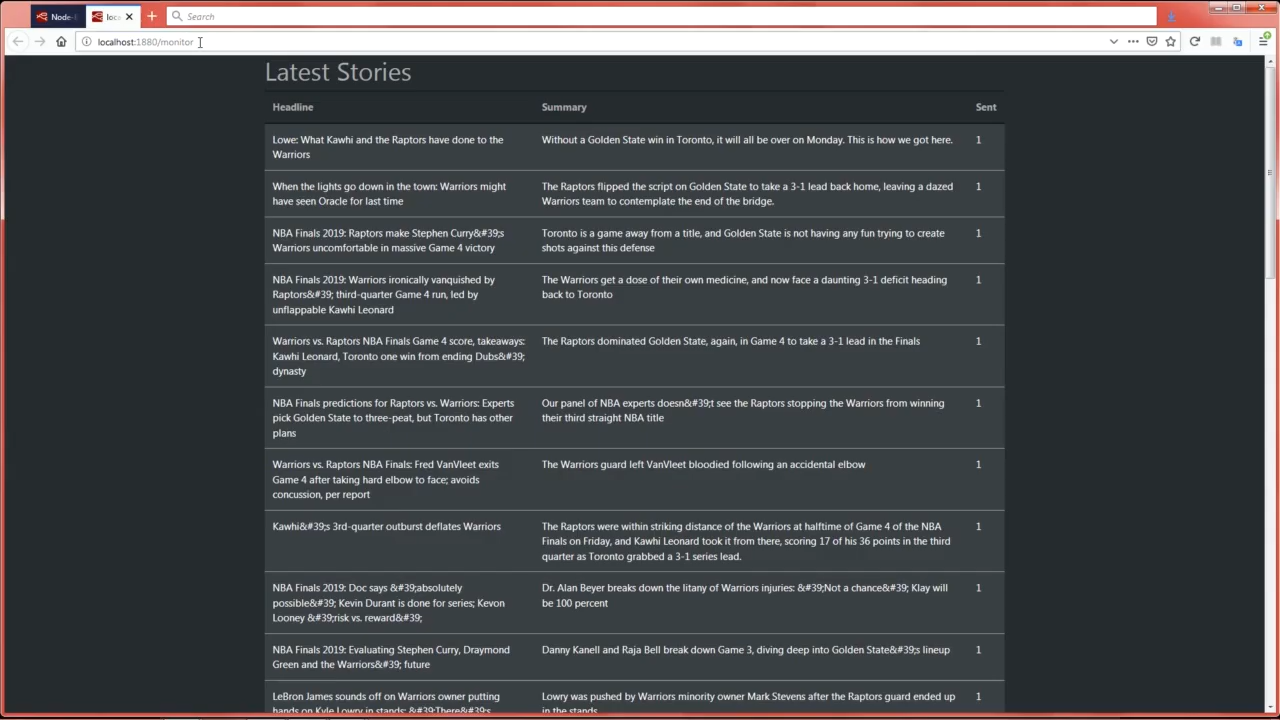 Node-
loc
Search
localhost:1880/monitor
Latest Stories
Headline Summary Sent
Lowe: What Kawhi and the Raptors have done to the
Warriors
Without a Golden State win in Toronto, it will all be over on Monday. This is how we got here.
1
When the lights go down in the town: Warriors might
have seen Oracle for last time
The Raptors flipped the script on Golden State to take a 3-1 lead back home, leaving a dazed
Warriors team to contemplate the end of the bridge.
1
NBA Finals 2019: Raptors make Stephen Curry&#39;s
Warriors uncomfortable in massive Game 4 victory
Toronto is a game away from a title, and Golden State is not having any fun trying to create
shots against this defense
1
NBA Finals 2019: Warriors ironically vanquished by
Raptors&#39; third-quarter Game 4 run, led by
unflappable Kawhi Leonard
The Warriors get a dose of their own medicine, and now face a daunting 3-1 deficit heading
back to Toronto
1
Warriors vs. Raptors NBA Finals Game 4 score, takeaways:
Kawhi Leonard, Toronto one win from ending Dubs&#39;
dynasty
The Raptors dominated Golden State, again, in Game 4 to take a 3-1 lead in the Finals
1
NBA Finals predictions for Raptors vs. Warriors: Experts
pick Golden State to three-peat, but Toronto has other
plans
Our panel of NBA experts doesn&#39;t see the Raptors stopping the Warriors from winning
their third straight NBA title
1
Warriors vs. Raptors NBA Finals: Fred VanVleet exits
Game 4 after taking hard elbow to face; avoids
concussion, per report
The Warriors guard left VanVleet bloodied following an accidental elbow
1
Kawhi&#39;s 3rd-quarter outburst deflates Warriors
The Raptors were within striking distance of the Warriors at halftime of Game 4 of the NBA
Finals on Friday, and Kawhi Leonard took it from there, scoring 17 of his 36 points in the third
quarter as Toronto grabbed a 3-1 series lead.
1
NBA Finals 2019: Doc says &#39;absolutely
possible&#39; Kevin Durant is done for series; Kevon
Looney &#39;risk vs. reward&#39;
Dr. Alan Beyer breaks down the litany of Warriors injuries: &#39;Not a chance&#39; Klay will
be 100 percent
1
NBA Finals 2019: Evaluating Stephen Curry, Draymond
Green and the Warriors&#39; future
Danny Kanell and Raja Bell break down Game 3, diving deep into Golden State&#39;s lineup
1
LeBron James sounds off on Warriors owner putting
hands on Kyle Lowry in stands: &#39;There&#39;s
Lowry was pushed by Warriors minority owner Mark Stevens after the Raptors guard ended up
in the stands
1